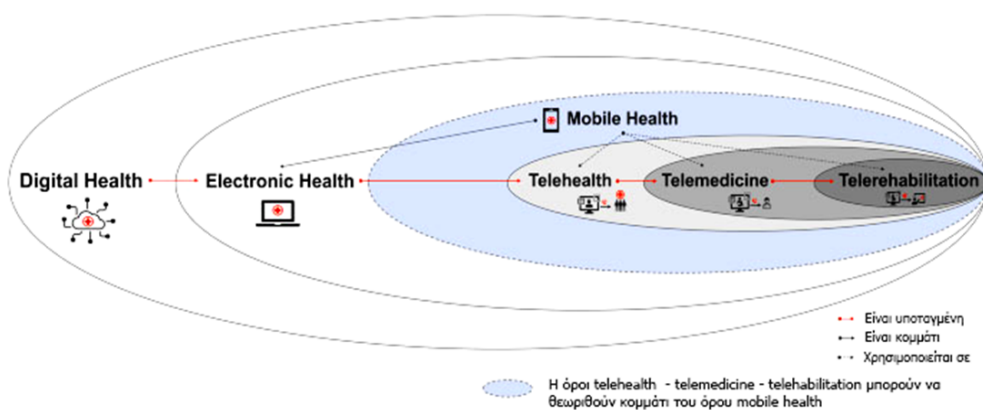 Mobile Health
Digital Health
Electronic Health
Telehealth
Telemedicine
Telerehabilitation
Είναι υποταγμένη
Είναι κομμάτι
Χρησιμοποιείται σε
Η όροι telehealth - telemedicine - telehabilitation μπορούν να
θεωριθούν κομμάτι του όρου mobile health